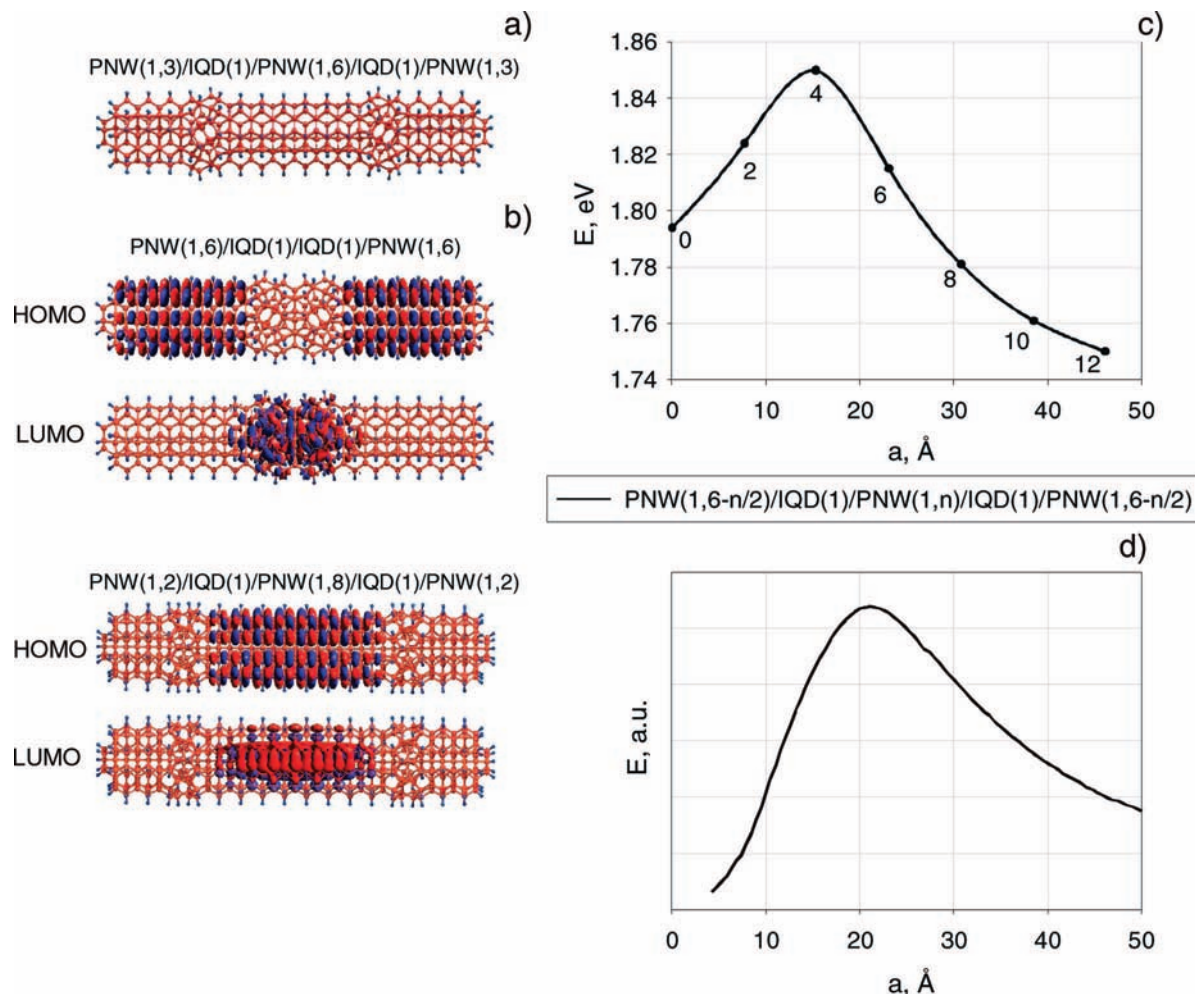 a)
PNW(1,3)/IQD(1)/PNW(1,6)/IQD(1)/PNW(1,3)
b)
PNW(1,6)/IQD(1)/IQD(1)/PNW(1,6)
HOMO
LUMO
PNW(1,2)/IQD(1)/PNW(1,8)/IQD(1)/PNW(1,2)
HOMO
LUMO
c)
E, eV
1.86
1.84
1.82
1.80
1.78
1.76
1.74
0
2
4
6
8
10
12
0 10 20 30 40 50
a, Å
PNW(1,6-n/2)/IQD(1)/PNW(1,n)/IQD(1)/PNW(1,6-n/2)
d)
E, a.u.
0 10 20 30 40 50
a, Å